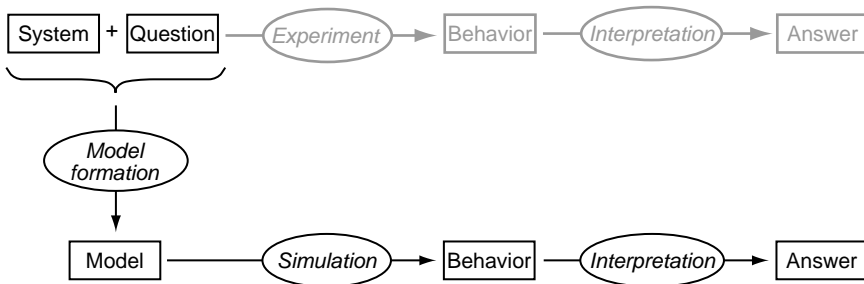 System + Question Experiment Behavior Interpretation Answer
Model
formation
Model Simulation Behavior Interpretation Answer